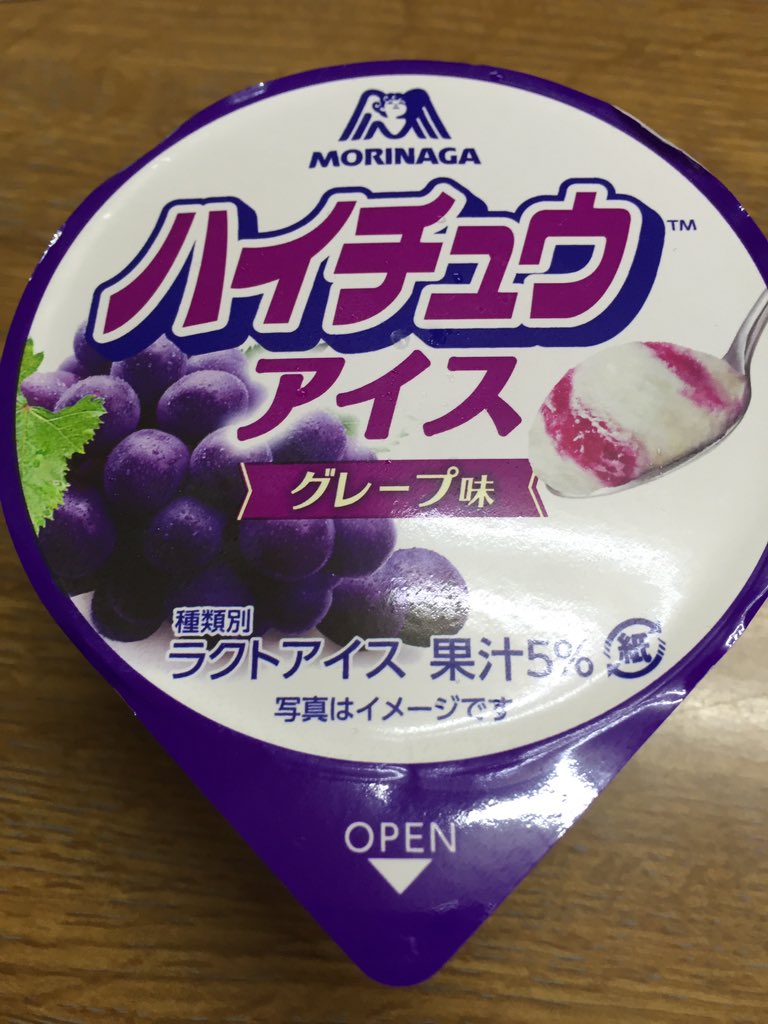 MORINAGA
ハイチュウ™
アイス
グレープ味
種類別
ラクトアイス 果汁5% 紙
写真はイメージです
OPEN